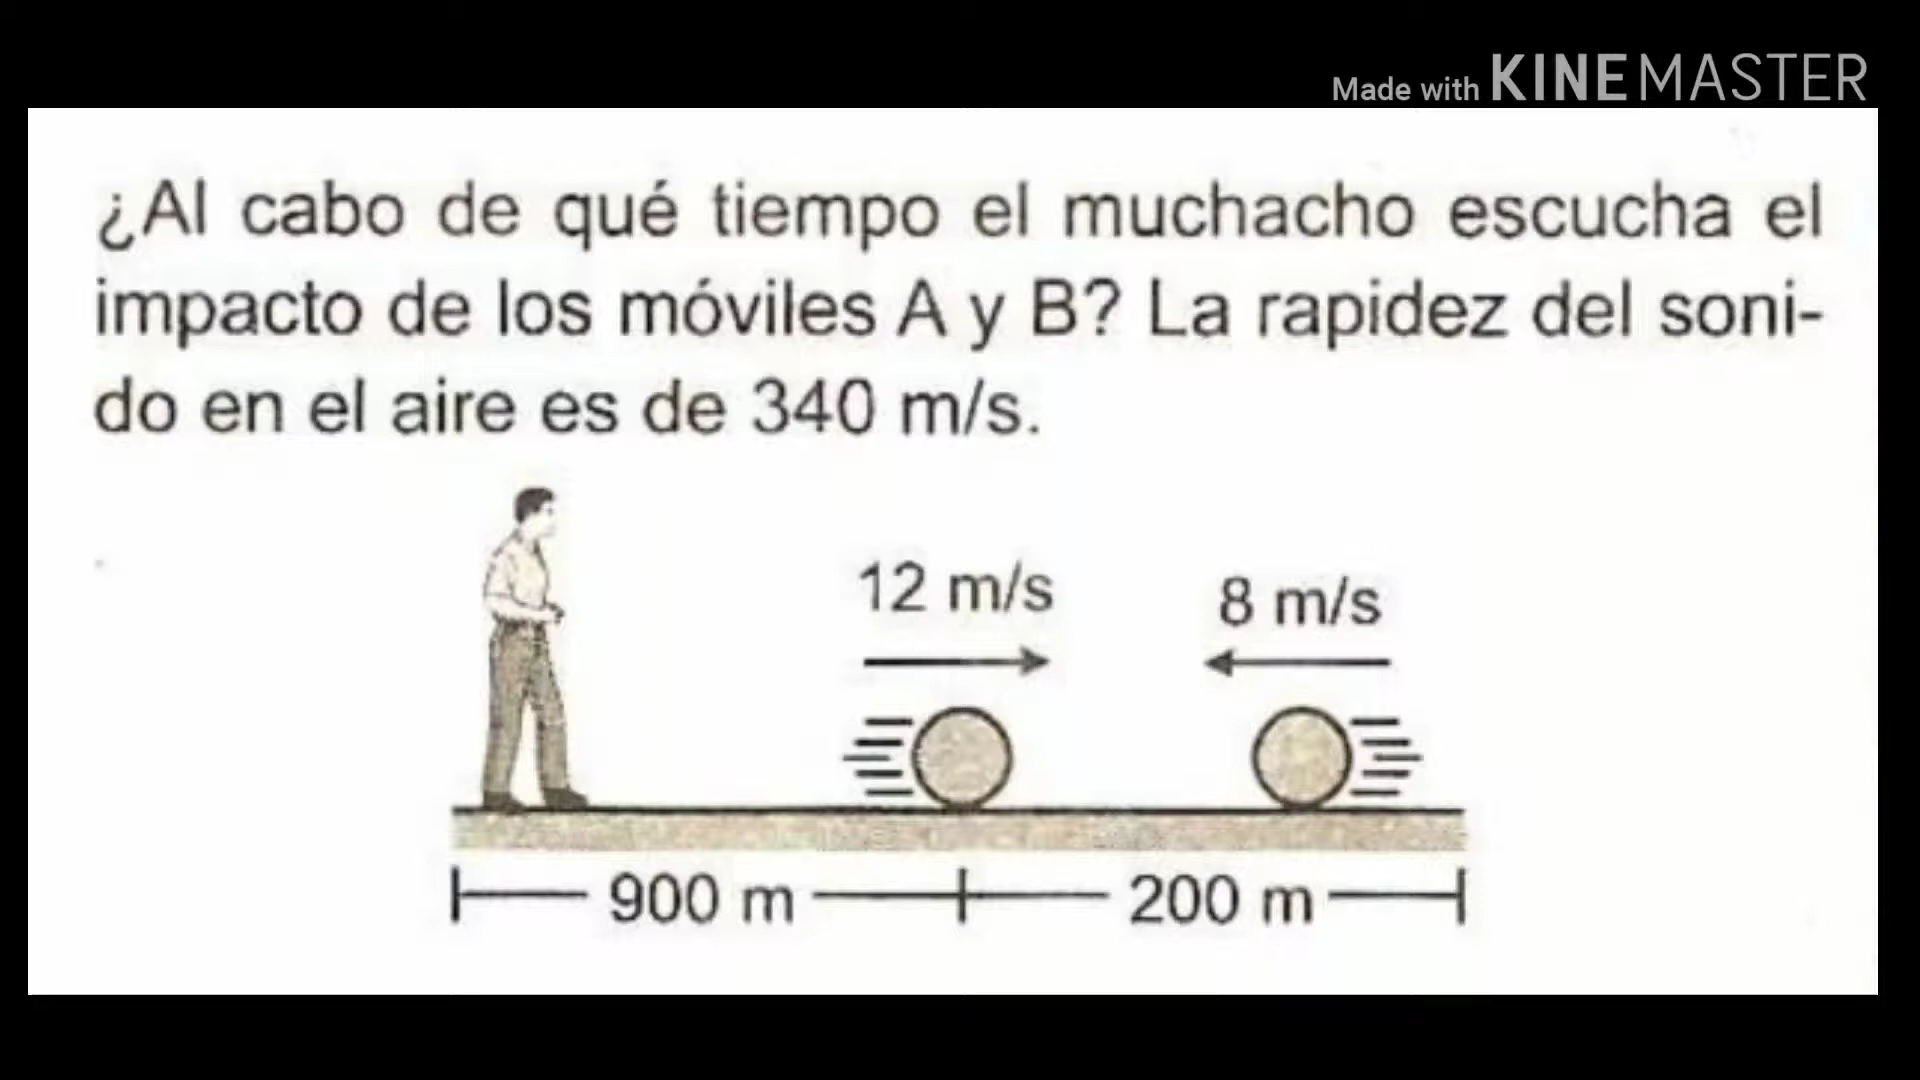 Made with KINEMASTER
¿Al cabo de qué tiempo el muchacho escucha el
impacto de los móviles A y B? La rapidez del soni-
do en el aire es de 340 m/s.
12 m/s 8 m/s
900 m 200 m